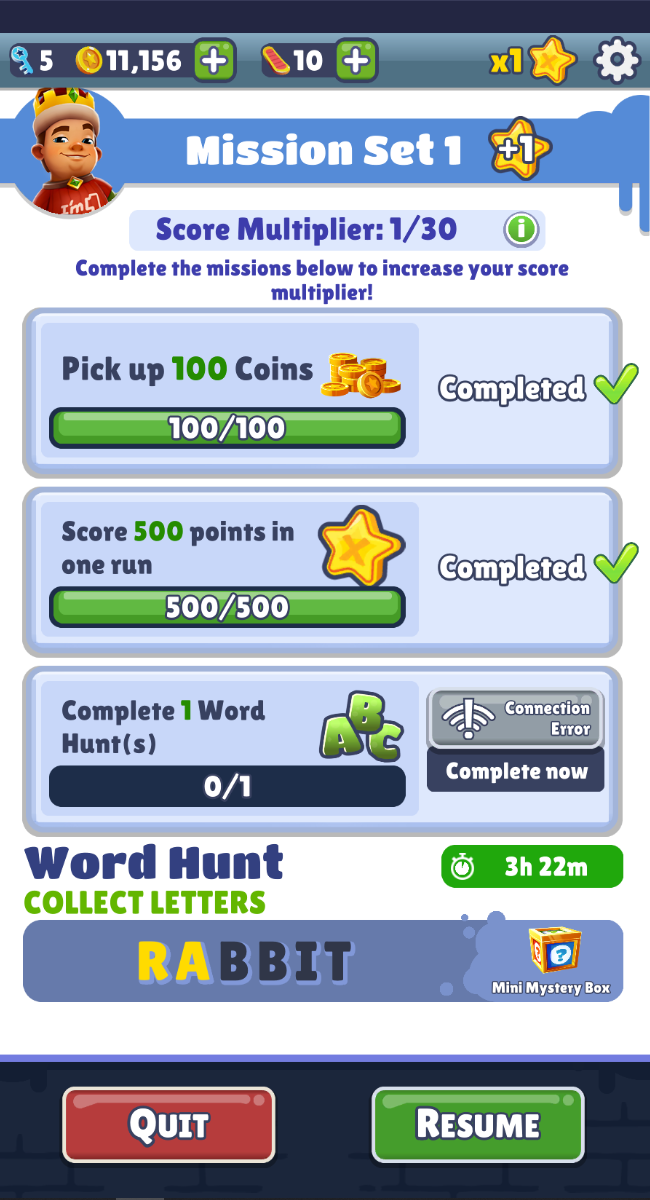 5
11,156
10
x1
Mission Set 1
+1
Score Multiplier: 1/30
i
Complete the missions below to increase your score
multiplier!
Pick up 100 Coins
100/100
Completed
Score 500 points in
one run
500/500
Completed
Complete 1 Word
Hunt(s)
ABC
0/1
Connection
Error
Complete now
Word Hunt
3h 22m
COLLECT LETTERS
RABBIT
?
Mini Mystery Box
QUIT
RESUME